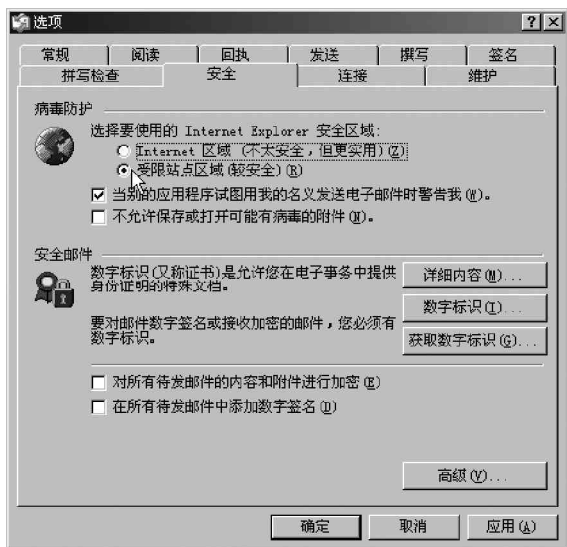 选项
常规 阅读 回执 发送 撰写 签名
拼写检查 安全 连接 维护
病毒防护
选择要使用的 Internet Explorer 安全区域:
Internet 区域 (不太安全，但更实用)(Z)
受限站点区域(较安全)(R)
当别的应用程序试图用我的名义发送电子邮件时警告我(W)。
不允许保存或打开可能有病毒的附件(N)。
安全邮件
数字标识(又称证书)是允许您在电子事务中提供
身份证明的特殊文档。
详细内容(M)...
数字标识(I)...
要对邮件数字签名或接收加密的邮件，您必须有
数字标识。
获取数字标识(G)...
对所有待发邮件的内容和附件进行加密(E)
在所有待发邮件中添加数字签名(D)
高级(V)...
确定 取消 应用(A)